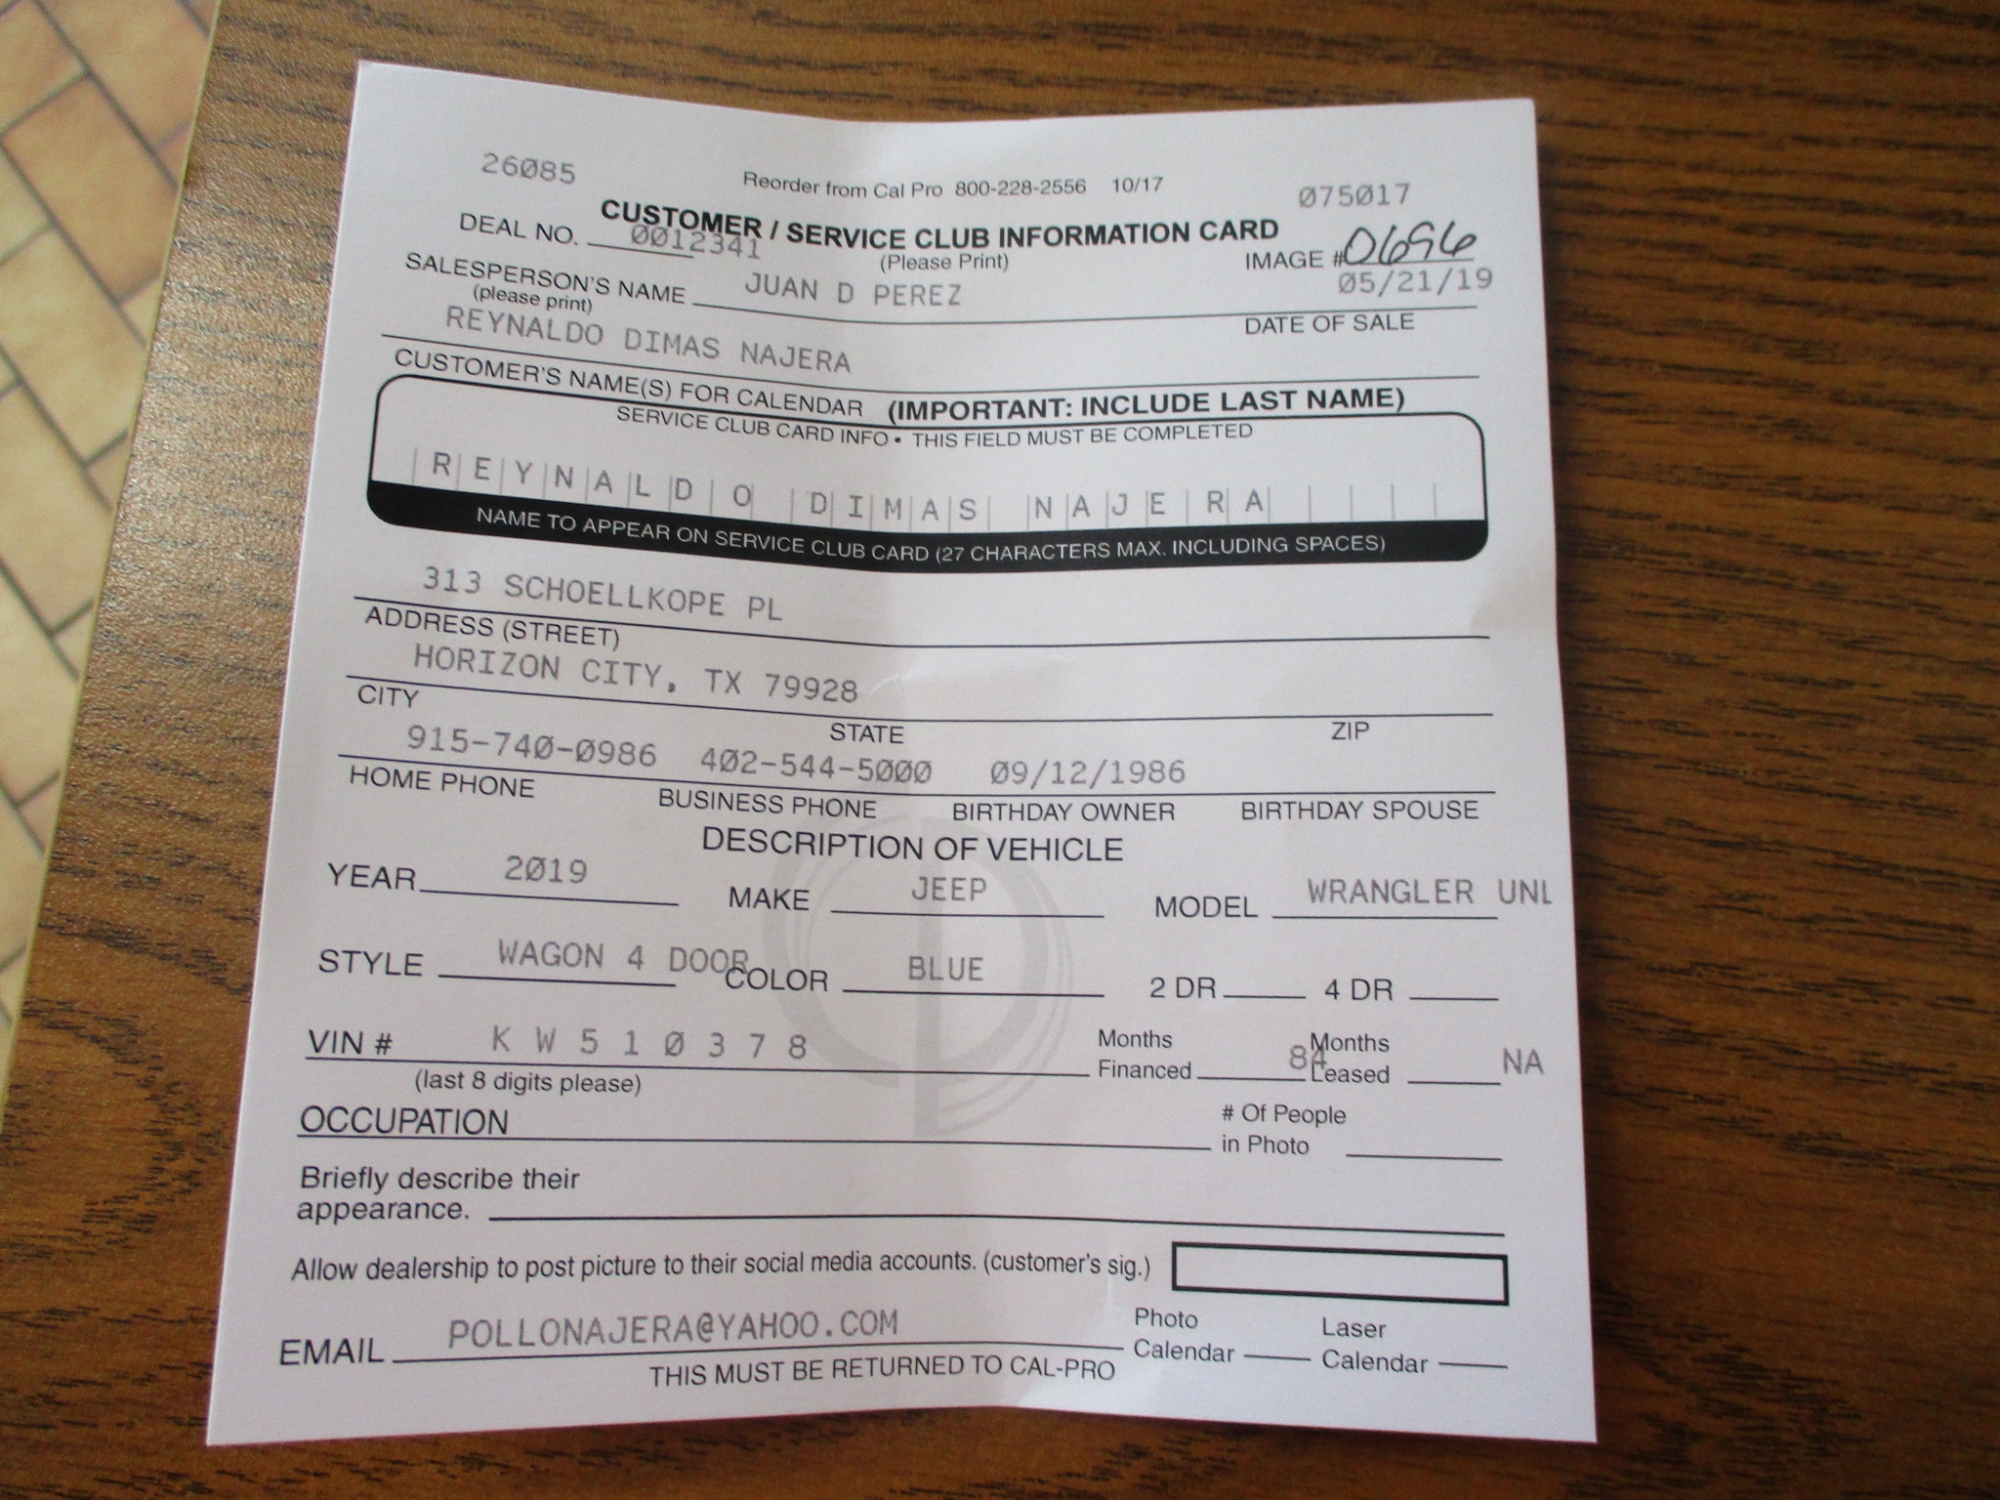 26085
Reorder from Cal Pro 800-228-2556 10/17
075017
CUSTOMER / SERVICE CLUB INFORMATION CARD
DEAL NO. 0012341
(Please Print)
IMAGE # 0696
SALESPERSON'S NAME JUAN D PEREZ
(please print)
05/21/19
DATE OF SALE
REYNALDO DIMAS NAJERA
CUSTOMER'S NAME(S) FOR CALENDAR (IMPORTANT: INCLUDE LAST NAME)
SERVICE CLUB CARD INFO • THIS FIELD MUST BE COMPLETED
REYNALDO DIMAS NAJERA
NAME TO APPEAR ON SERVICE CLUB CARD (27 CHARACTERS MAX. INCLUDING SPACES)
313 SCHOELLKOPE PL
ADDRESS (STREET)
HORIZON CITY, TX 79928
CITY STATE ZIP
915-740-0986 402-544-5000 09/12/1986
HOME PHONE BUSINESS PHONE BIRTHDAY OWNER BIRTHDAY SPOUSE
DESCRIPTION OF VEHICLE
YEAR 2019 MAKE JEEP MODEL WRANGLER UNL
STYLE WAGON 4 DOOR COLOR BLUE 2 DR 4 DR
VIN # K W 5 1 0 3 7 8
(last 8 digits please)
Months Financed 84 Months Leased NA
OCCUPATION
# Of People in Photo
Briefly describe their
appearance.
Allow dealership to post picture to their social media accounts. (customer's sig.)
EMAIL POLLONAJERA@YAHOO.COM
Photo Calendar Laser Calendar
THIS MUST BE RETURNED TO CAL-PRO